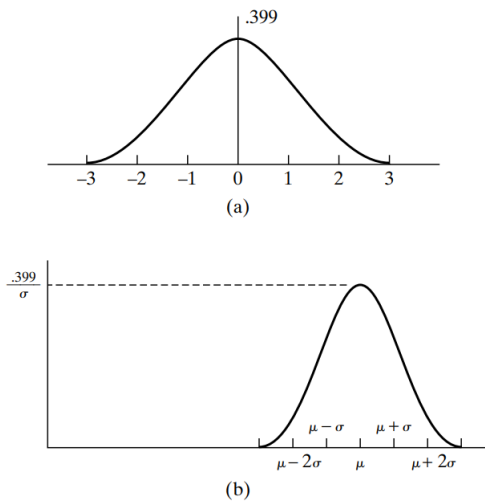 .399
–3 –2 –1 0 1 2 3
(a)
.399
σ
μ – σ μ + σ
μ – 2σ μ μ + 2σ
(b)